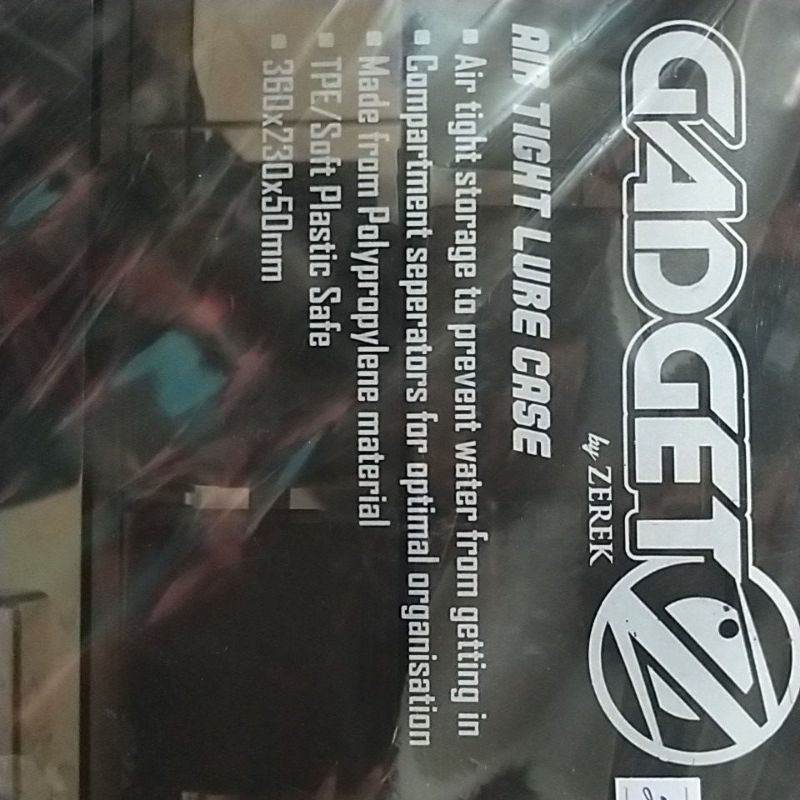 GADGET Z
by ZEREK
AIR TIGHT LURE CASE
▪ Air tight storage to prevent water from getting in
▪ Compartment seperators for optimal organisation
▪ Made from Polypropylene material
▪ TPE/Soft Plastic Safe
▪ 360x230x50mm